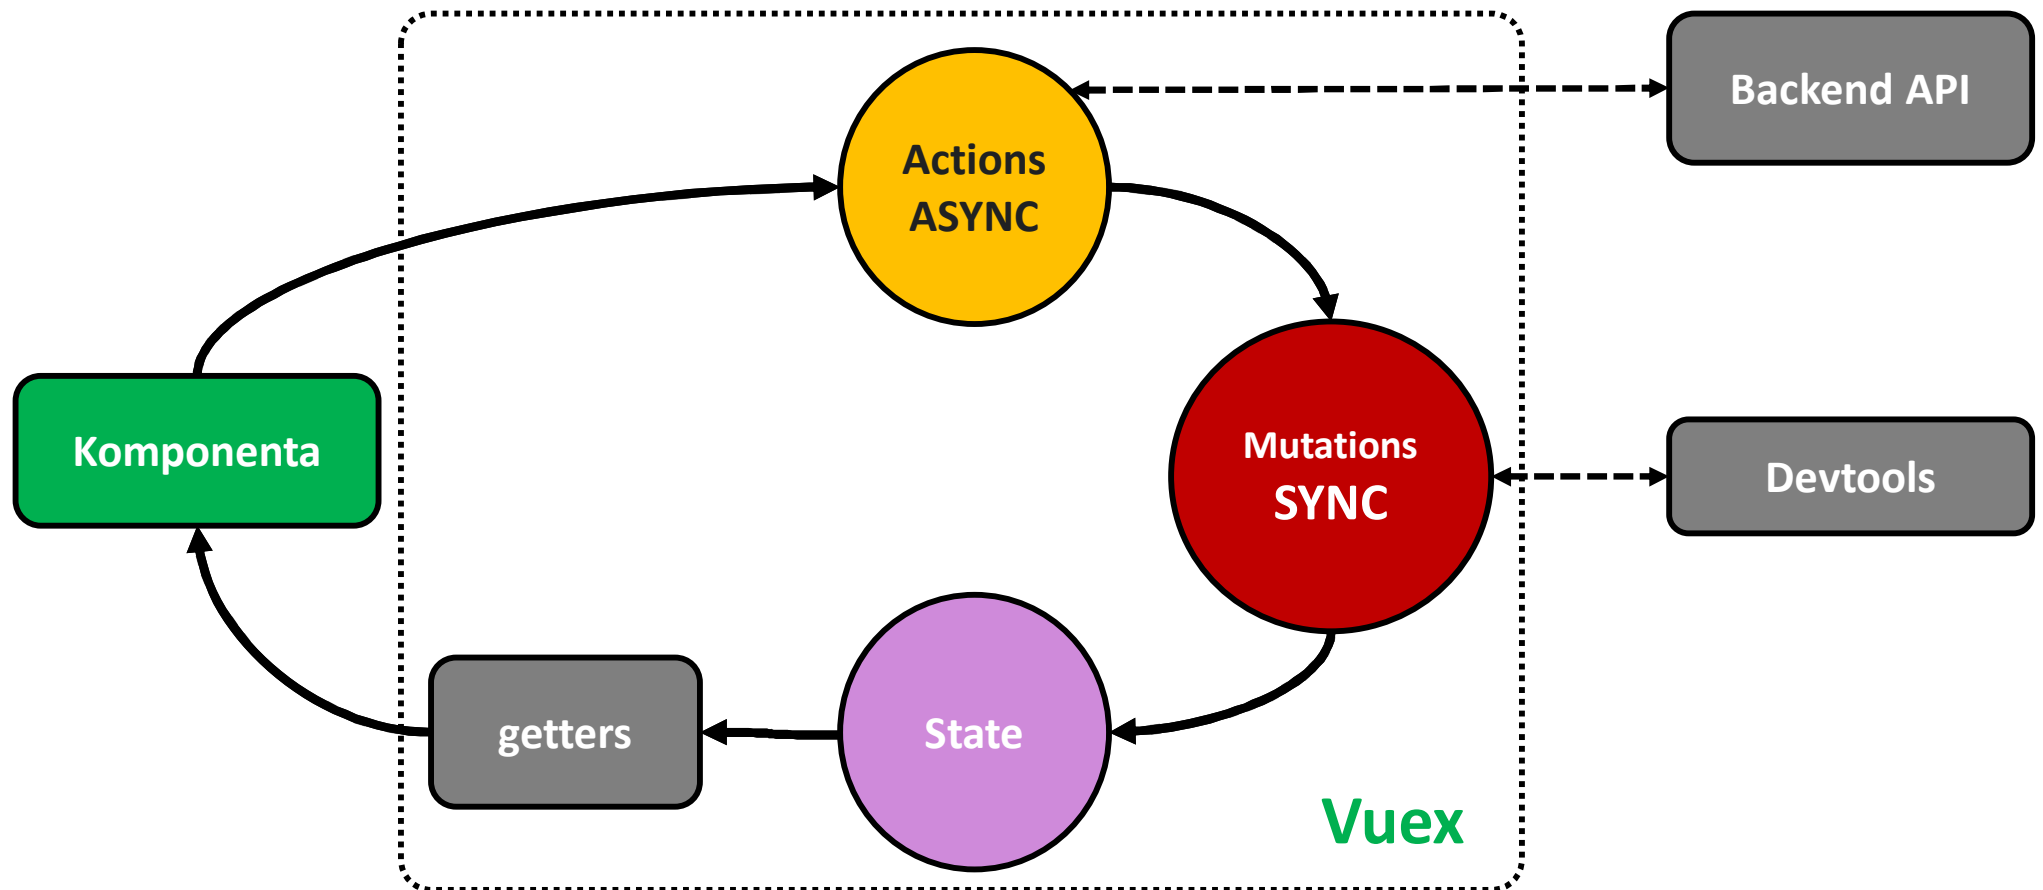 Backend API
Actions
ASYNC
Komponenta
Mutations
SYNC
Devtools
getters
State
Vuex